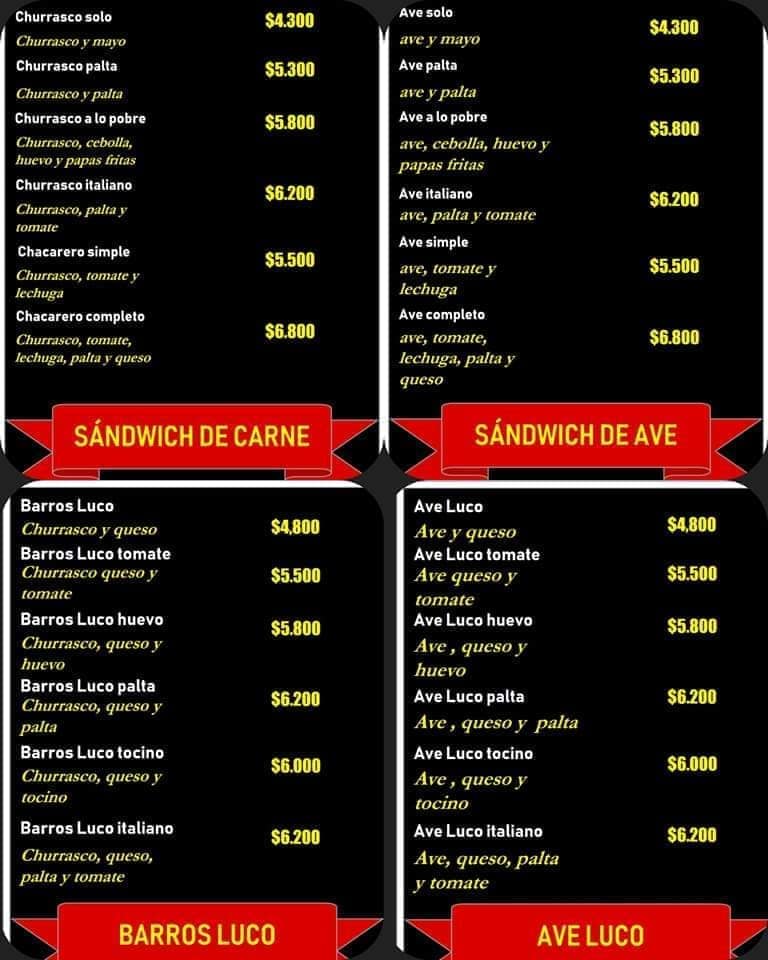 Churrasco solo
$4.300
Churrasco y mayo
Churrasco palta
$5.300
Churrasco y palta
Churrasco a lo pobre
$5.800
Churrasco, cebolla,
huevo y papas fritas
Churrasco italiano
$6.200
Churrasco, palta y
tomate
Chacarero simple
$5.500
Churrasco, tomate y
lechuga
Chacarero completo
$6.800
Churrasco, tomate,
lechuga, palta y queso
SÁNDWICH DE CARNE
Ave solo
$4.300
ave y mayo
Ave palta
$5.300
ave y palta
Ave a lo pobre
$5.800
ave, cebolla, huevo y
papas fritas
Ave italiano
$6.200
ave, palta y tomate
Ave simple
$5.500
ave, tomate y
lechuga
Ave completo
$6.800
ave, tomate,
lechuga, palta y
queso
SÁNDWICH DE AVE
Barros Luco
$4,800
Churrasco y queso
Barros Luco tomate
$5.500
Churrasco queso y
tomate
Barros Luco huevo
$5.800
Churrasco, queso y
huevo
Barros Luco palta
$6.200
Churrasco, queso y
palta
Barros Luco tocino
$6.000
Churrasco, queso y
tocino
Barros Luco italiano
$6.200
Churrasco, queso,
palta y tomate
BARROS LUCO
Ave Luco
$4,800
Ave y queso
Ave Luco tomate
$5.500
Ave queso y
tomate
Ave Luco huevo
$5.800
Ave , queso y
huevo
Ave Luco palta
$6.200
Ave , queso y palta
Ave Luco tocino
$6.000
Ave , queso y
tocino
Ave Luco italiano
$6.200
Ave, queso, palta
y tomate
AVE LUCO